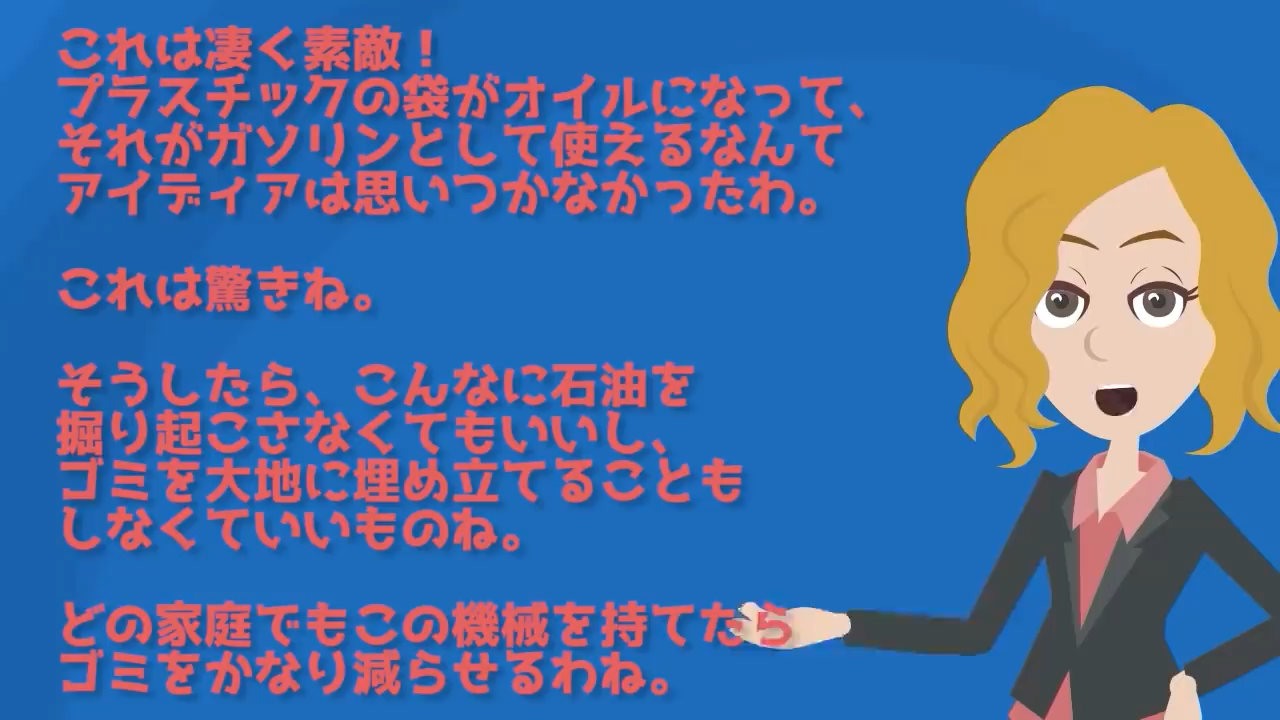 これは凄く素敵！
プラスチックの袋がオイルになって、
それがガソリンとして使えるなんて
アイディアは思いつかなかったわ。
これは驚きね。
そうしたら、こんなに石油を
掘り起こさなくてもいいし、
ゴミを大地に埋め立てることも
しなくていいものね。
どの家庭でもこの機械を持てたら
ゴミをかなり減らせるわね。